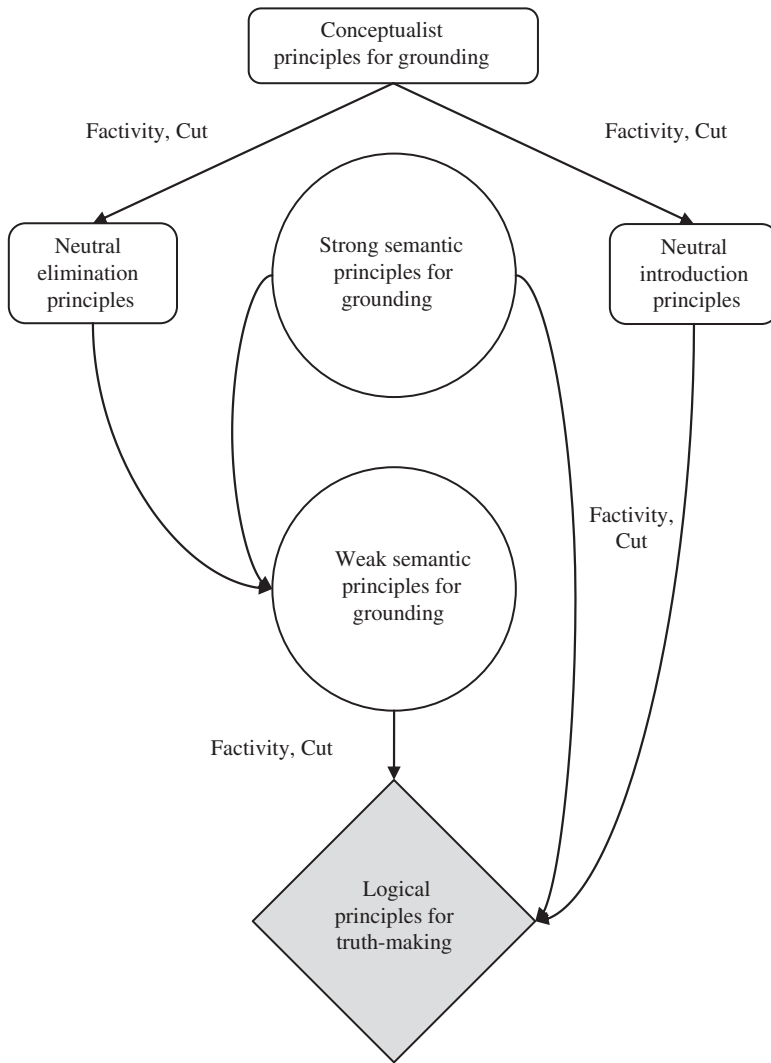 Conceptualist
principles for grounding
Factivity, Cut
Factivity, Cut
Neutral
elimination
principles
Strong semantic
principles for
grounding
Neutral
introduction
principles
Factivity,
Cut
Weak semantic
principles for
grounding
Factivity, Cut
Logical
principles for
truth-making